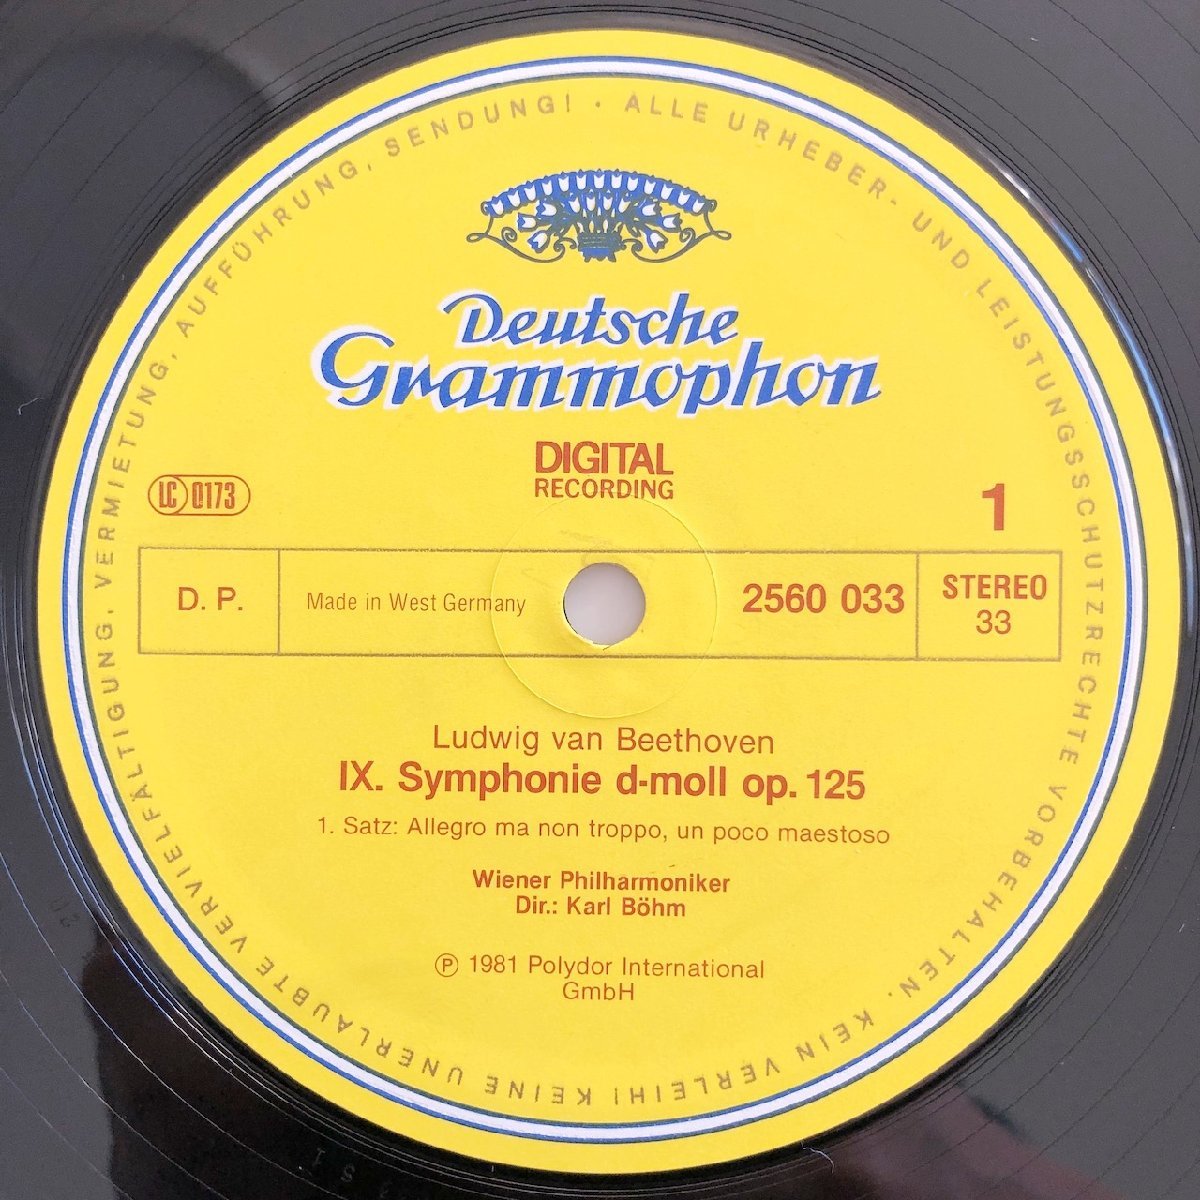 ALLE URHEBER- UND LEISTUNGSSCHUTZRECHTE VORBEHALTEN. KEIN VERLEIH! KEINE UNERLAUBTE VERVIELFÄLTIGUNG, VERMIETUNG, AUFFÜHRUNG, SENDUNG! ·
Deutsche
Grammophon
DIGITAL
RECORDING
LC 0173
1
D. P.
Made in West Germany
2560 033
STEREO
33
Ludwig van Beethoven
IX. Symphonie d-moll op. 125
1. Satz: Allegro ma non troppo, un poco maestoso
Wiener Philharmoniker
Dir.: Karl Böhm
℗ 1981 Polydor International
GmbH